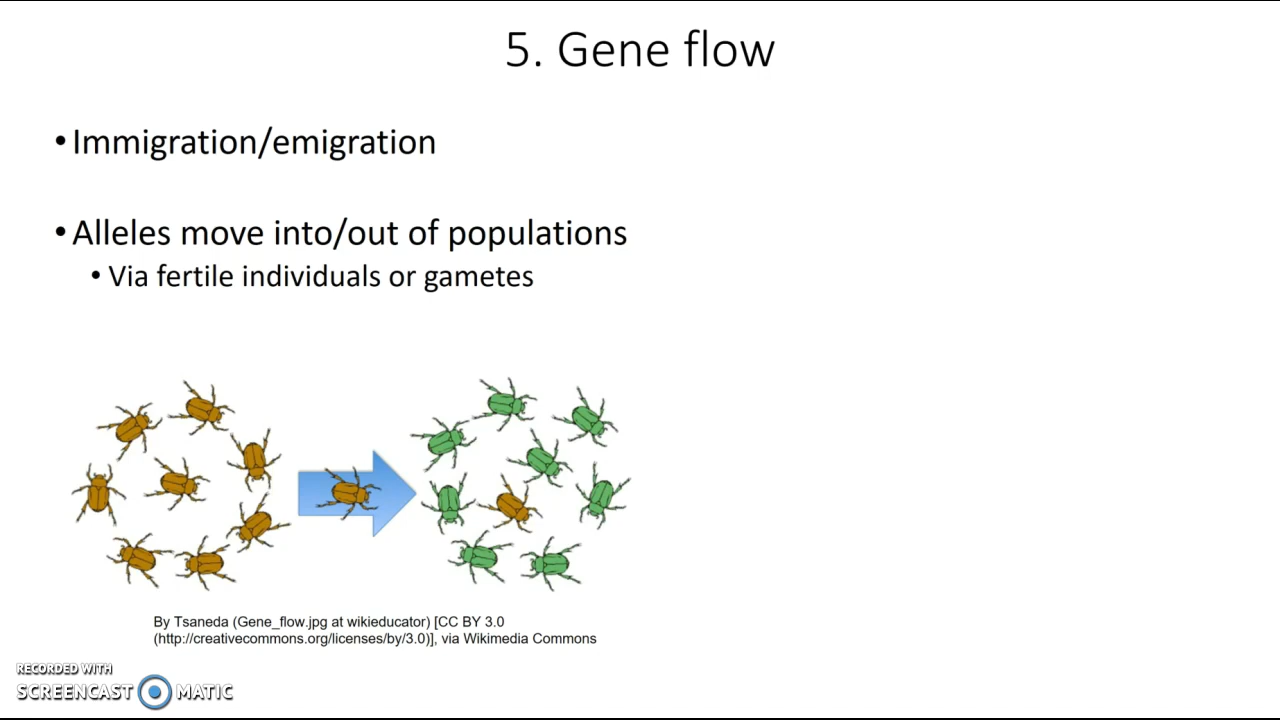 5. Gene flow
•Immigration/emigration
•Alleles move into/out of populations
•Via fertile individuals or gametes
By Tsaneda (Gene_flow.jpg at wikieducator) [CC BY 3.0
(http://creativecommons.org/licenses/by/3.0)], via Wikimedia Commons
RECORDED WITH
SCREENCAST MATIC